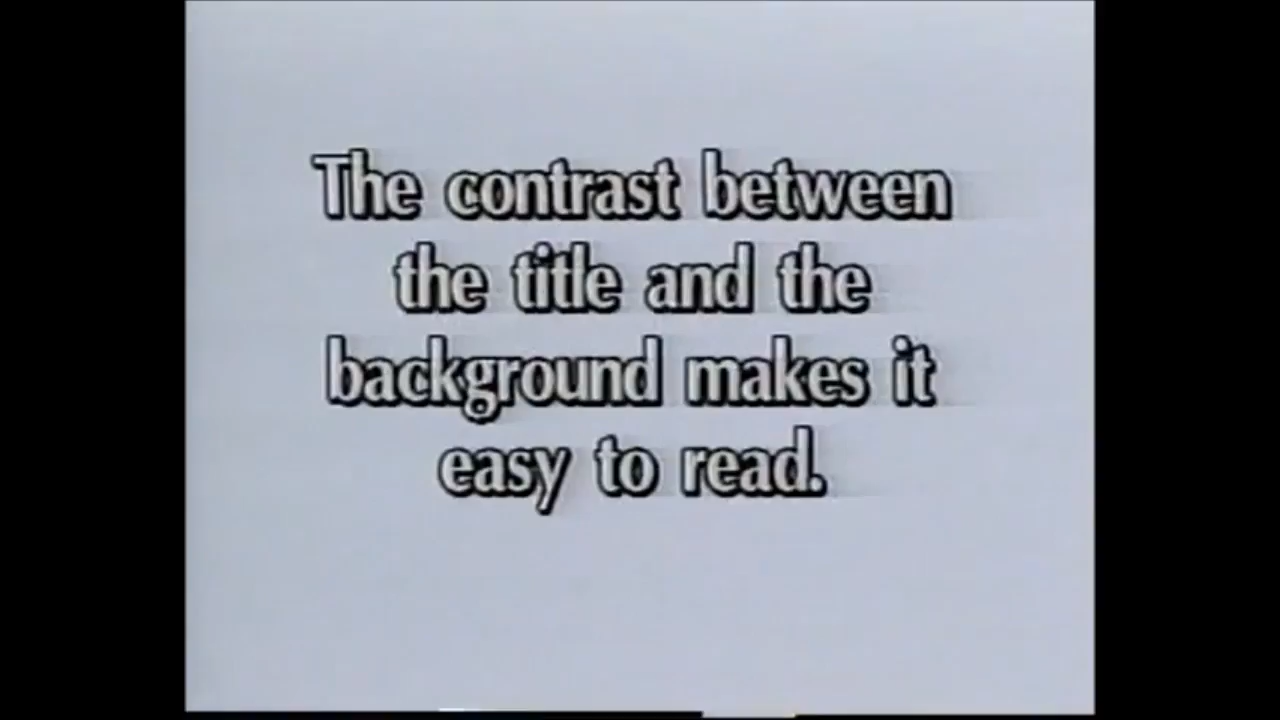 The contrast between
the title and the
background makes it
easy to read.